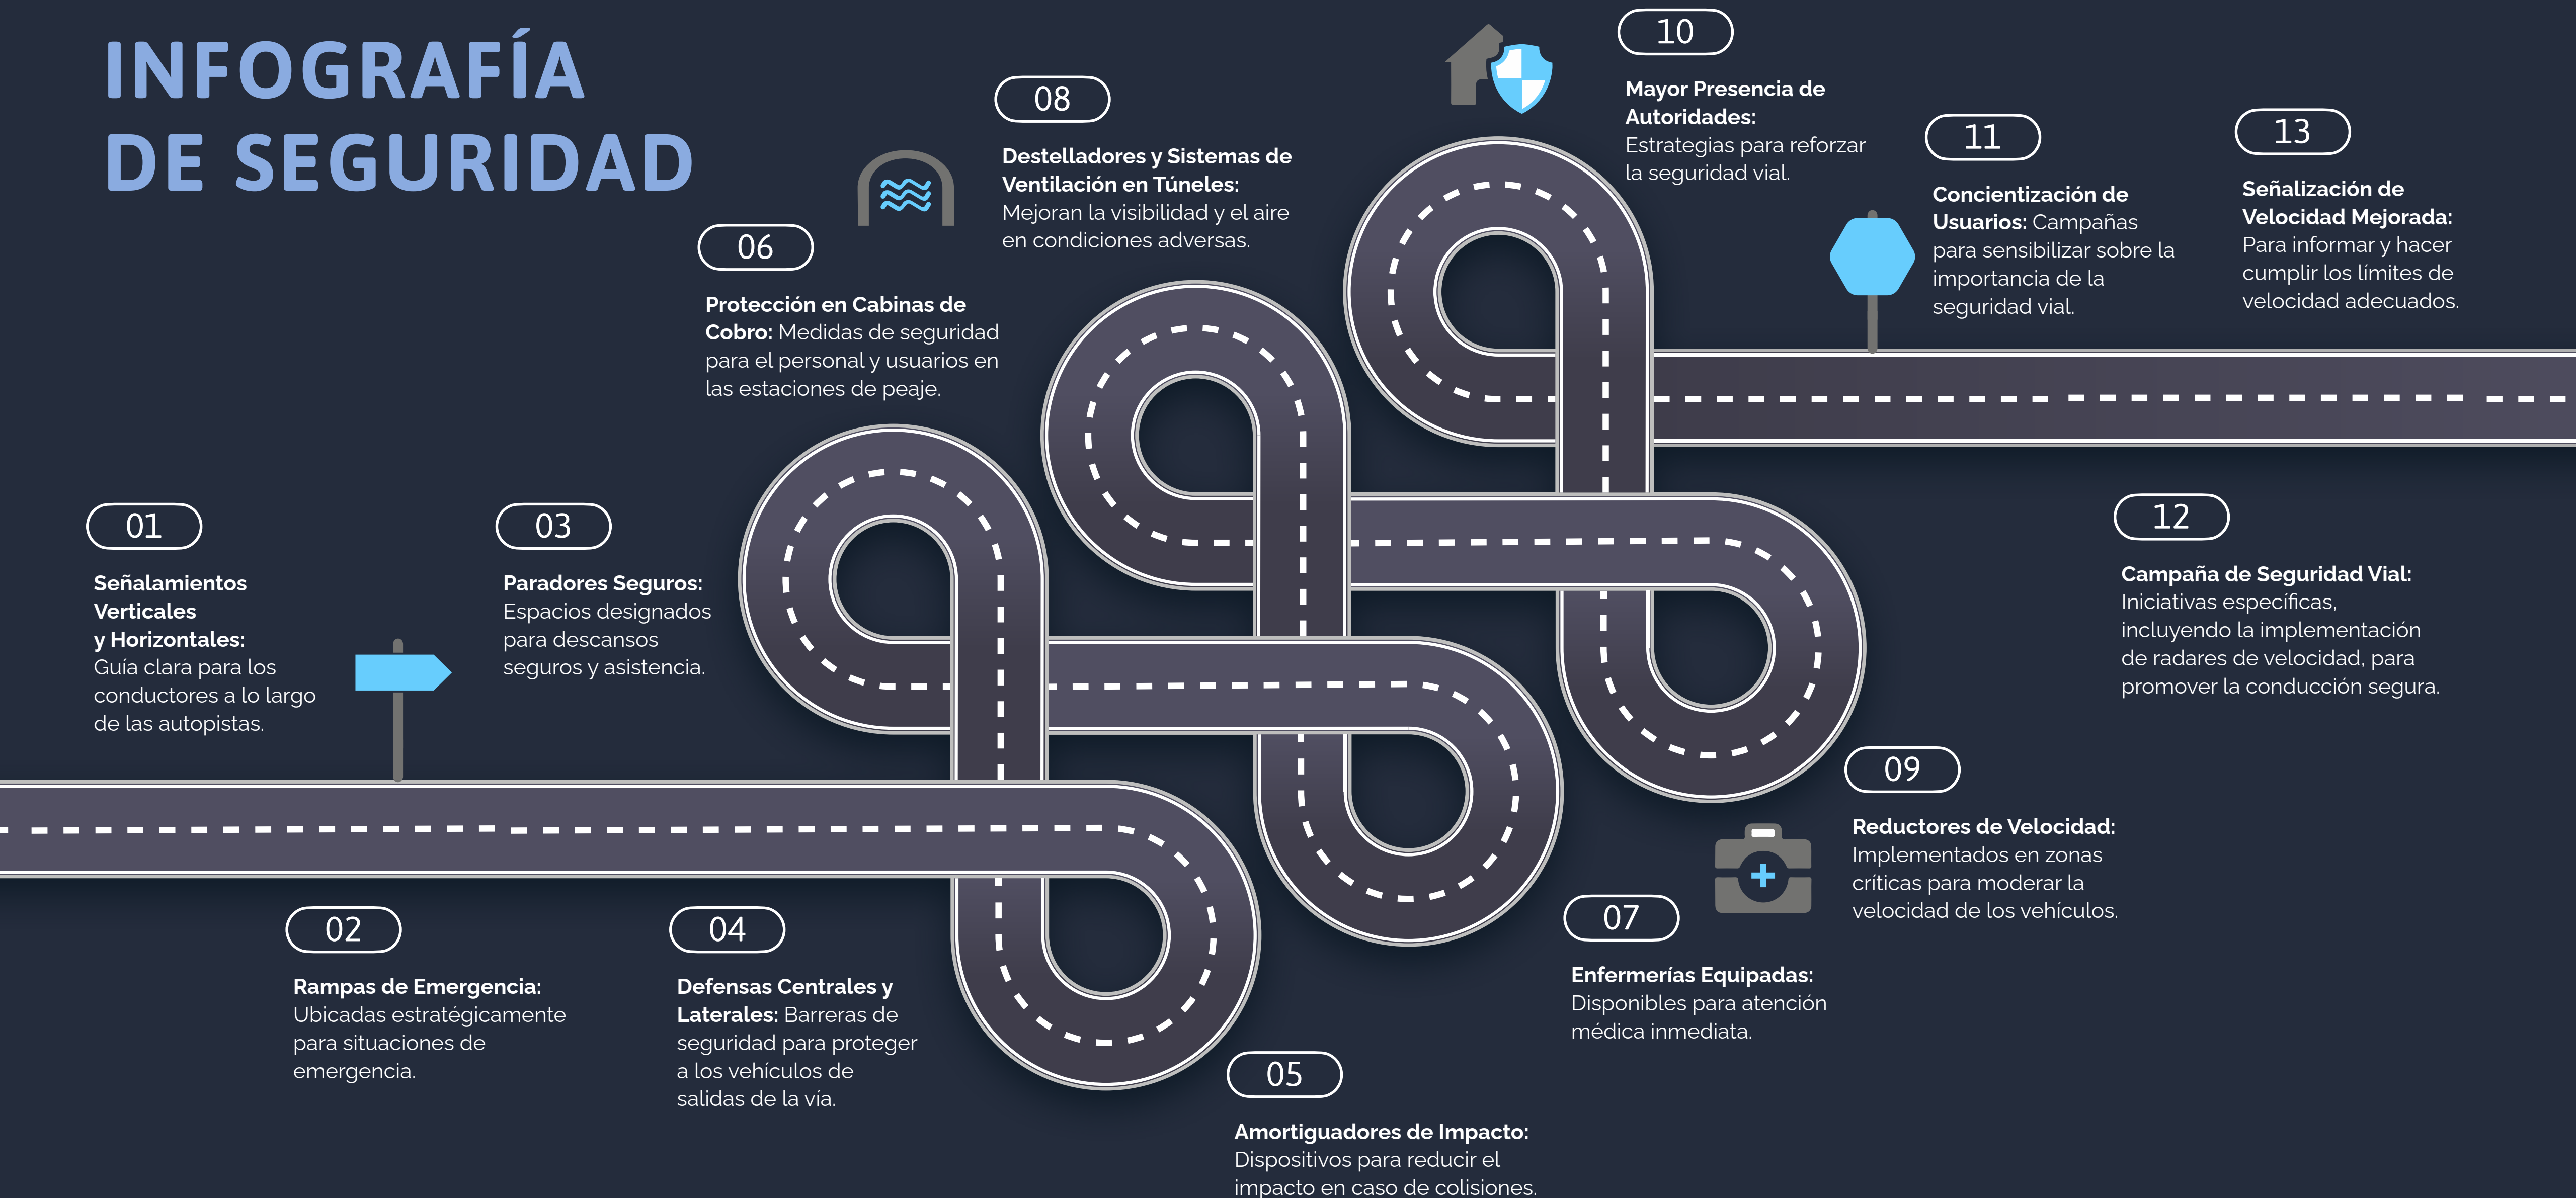 INFOGRAFÍA
DE SEGURIDAD
01
Señalamientos
Verticales
y Horizontales:
Guía clara para los
conductores a lo largo
de las autopistas.
02
Rampas de Emergencia:
Ubicadas estratégicamente
para situaciones de
emergencia.
03
Paradores Seguros:
Espacios designados
para descansos
seguros y asistencia.
04
Defensas Centrales y
Laterales: Barreras de
seguridad para proteger
a los vehículos de
salidas de la vía.
05
Amortiguadores de Impacto:
Dispositivos para reducir el
impacto en caso de colisiones.
06
Protección en Cabinas de
Cobro: Medidas de seguridad
para el personal y usuarios en
las estaciones de peaje.
07
Enfermerías Equipadas:
Disponibles para atención
médica inmediata.
08
Destelladores y Sistemas de
Ventilación en Túneles:
Mejoran la visibilidad y el aire
en condiciones adversas.
09
Reductores de Velocidad:
Implementados en zonas
críticas para moderar la
velocidad de los vehículos.
10
Mayor Presencia de
Autoridades:
Estrategias para reforzar
la seguridad vial.
11
Concientización de
Usuarios: Campañas
para sensibilizar sobre la
importancia de la
seguridad vial.
12
Campaña de Seguridad Vial:
Iniciativas específicas,
incluyendo la implementación
de radares de velocidad, para
promover la conducción segura.
13
Señalización de
Velocidad Mejorada:
Para informar y hacer
cumplir los límites de
velocidad adecuados.